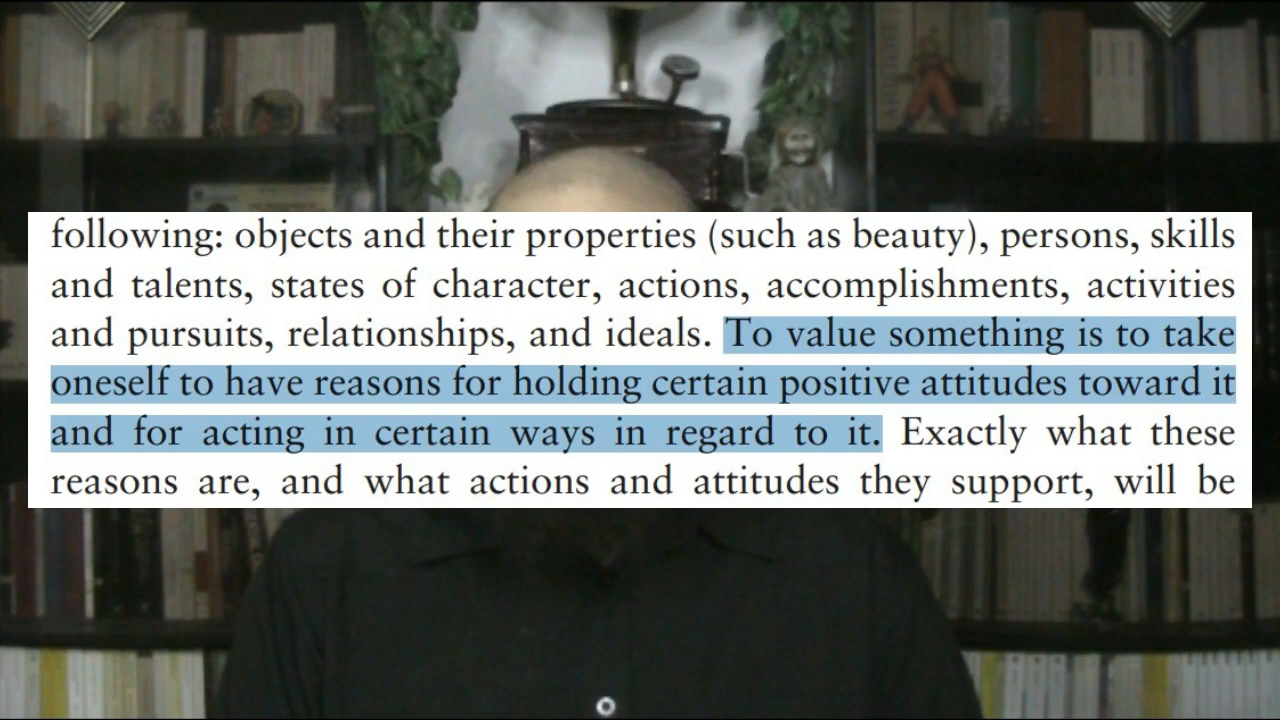 following: objects and their properties (such as beauty), persons, skills
and talents, states of character, actions, accomplishments, activities
and pursuits, relationships, and ideals. To value something is to take
oneself to have reasons for holding certain positive attitudes toward it
and for acting in certain ways in regard to it. Exactly what these
reasons are, and what actions and attitudes they support, will be